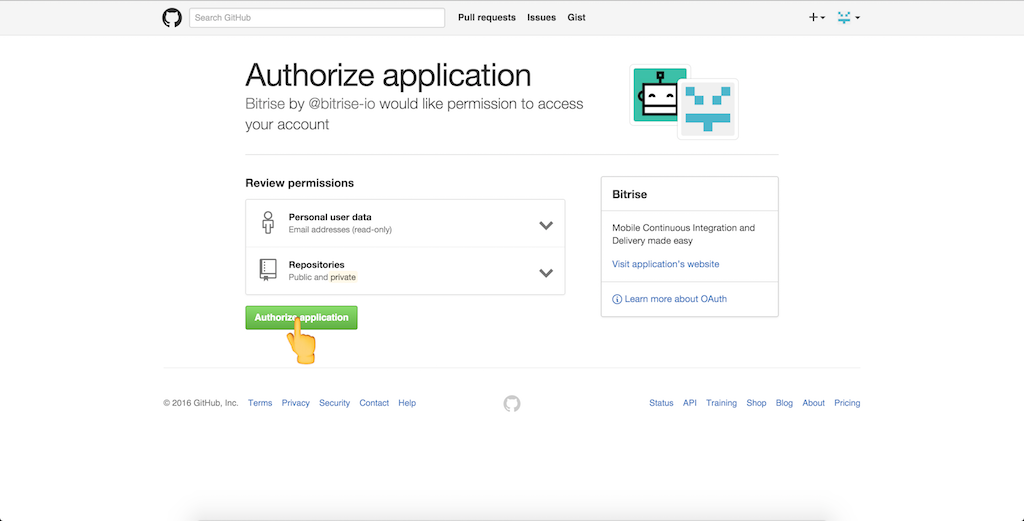 Search GitHub
Pull requests Issues Gist
Authorize application
Bitrise by @bitrise-io would like permission to access
your account
Review permissions
Personal user data
Email addresses (read-only)
Repositories
Public and private
Authorize application
Bitrise
Mobile Continuous Integration and
Delivery made easy
Visit application's website
Learn more about OAuth
© 2016 GitHub, Inc. Terms Privacy Security Contact Help
Status API Training Shop Blog About Pricing